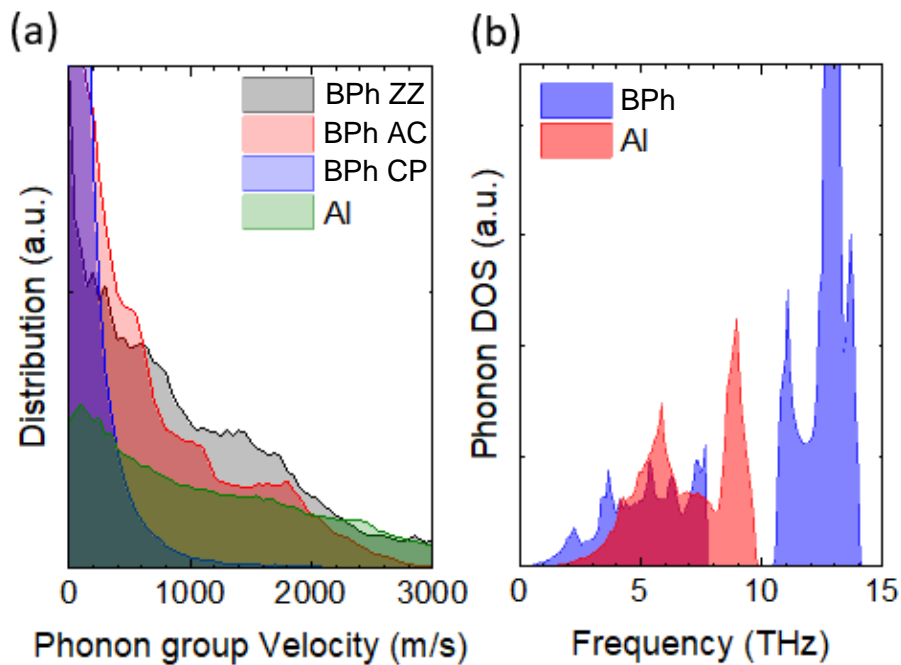 (a)
BPh ZZ
BPh AC
BPh CP
Al
Distribution (a.u.)
0 1000 2000 3000
Phonon group Velocity (m/s)
(b)
BPh
Al
Phonon DOS (a.u.)
0 5 10 15
Frequency (THz)